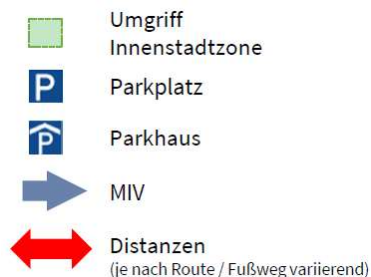 Umgriff
Innenstadtzone
P
Parkplatz
P
Parkhaus
MIV
Distanzen
(je nach Route / Fußweg variierend)